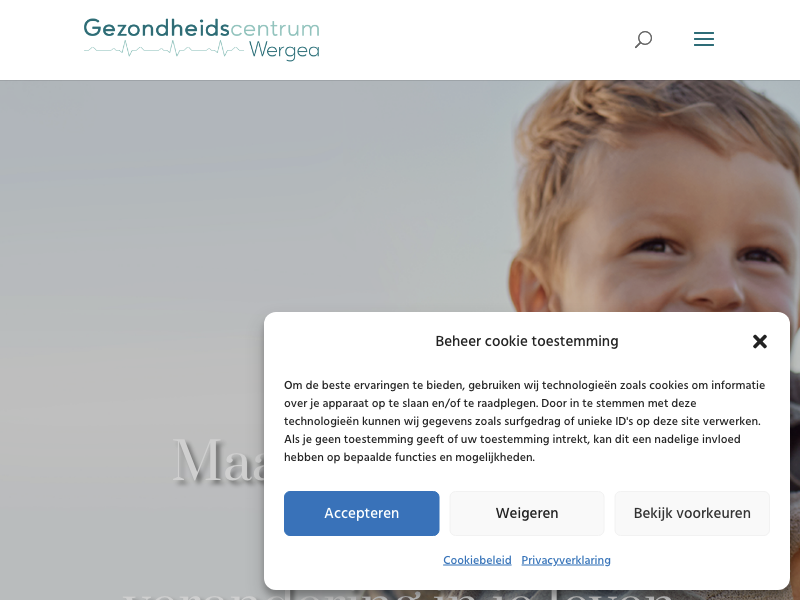 Gezondheidscentrum
Wergea
Beheer cookie toestemming
Om de beste ervaringen te bieden, gebruiken wij technologieën zoals cookies om informatie
over je apparaat op te slaan en/of te raadplegen. Door in te stemmen met deze
technologieën kunnen wij gegevens zoals surfgedrag of unieke ID's op deze site verwerken.
Als je geen toestemming geeft of uw toestemming intrekt, kan dit een nadelige invloed
hebben op bepaalde functies en mogelijkheden.
Accepteren Weigeren Bekijk voorkeuren
Cookiebeleid Privacyverklaring